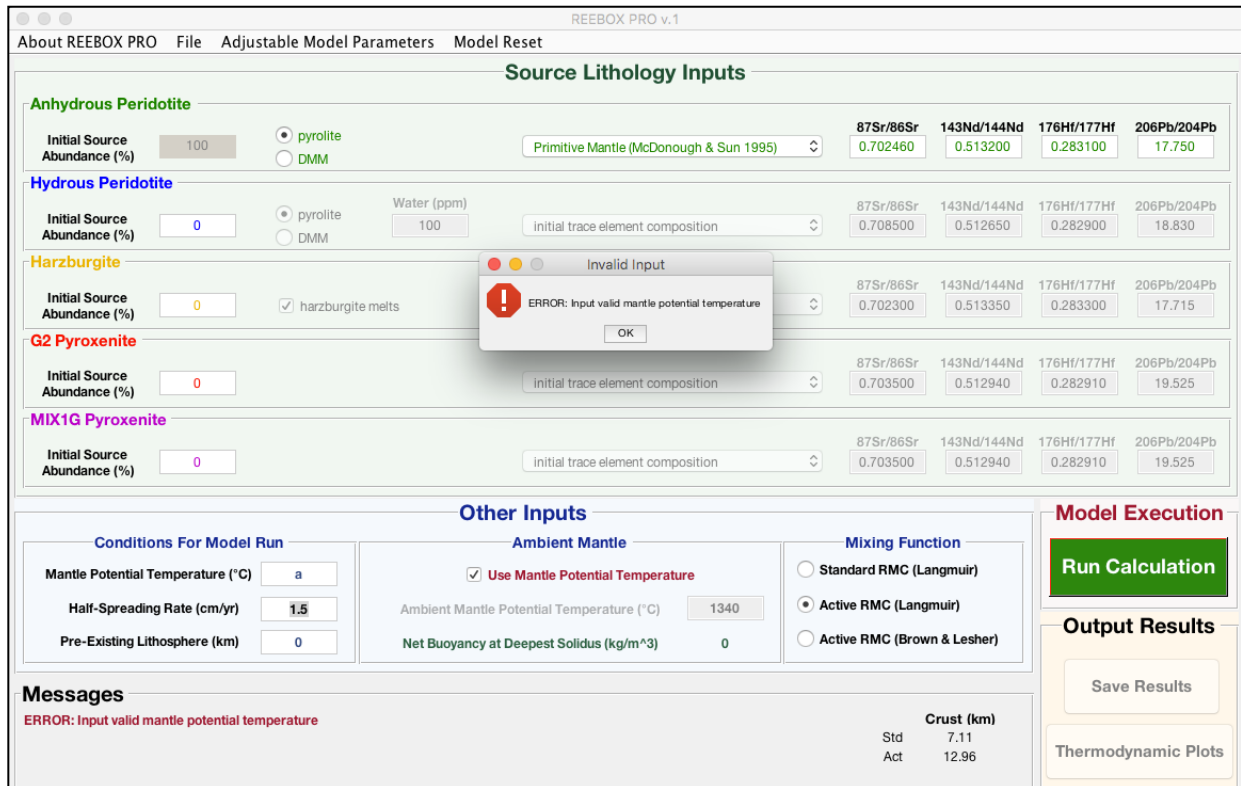 REEBOX PRO v.1
About REEBOX PRO File Adjustable Model Parameters Model Reset
Source Lithology Inputs
Anhydrous Peridotite
87Sr/86Sr 143Nd/144Nd 176Hf/177Hf 206Pb/204Pb
Initial Source Abundance (%) 100 pyrolite Primitive Mantle (McDonough & Sun 1995) 0.702460 0.513200 0.283100 17.750
DMM
Hydrous Peridotite
Water (ppm) 87Sr/86Sr 143Nd/144Nd 176Hf/177Hf 206Pb/204Pb
Initial Source Abundance (%) 0 pyrolite 100 initial trace element composition 0.708500 0.512650 0.282900 18.830
DMM
Harzburgite
87Sr/86Sr 143Nd/144Nd 176Hf/177Hf 206Pb/204Pb
Initial Source Abundance (%) 0 harzburgite melts 0.702300 0.513350 0.283300 17.715
Invalid Input
ERROR: Input valid mantle potential temperature
OK
G2 Pyroxenite
87Sr/86Sr 143Nd/144Nd 176Hf/177Hf 206Pb/204Pb
Initial Source Abundance (%) 0 initial trace element composition 0.703500 0.512940 0.282910 19.525
MIX1G Pyroxenite
87Sr/86Sr 143Nd/144Nd 176Hf/177Hf 206Pb/204Pb
Initial Source Abundance (%) 0 initial trace element composition 0.703500 0.512940 0.282910 19.525
Other Inputs
Conditions For Model Run
Mantle Potential Temperature (°C) a
Half-Spreading Rate (cm/yr) 1.5
Pre-Existing Lithosphere (km) 0
Ambient Mantle
Use Mantle Potential Temperature
Ambient Mantle Potential Temperature (°C) 1340
Net Buoyancy at Deepest Solidus (kg/m^3) 0
Mixing Function
Standard RMC (Langmuir)
Active RMC (Langmuir)
Active RMC (Brown & Lesher)
Model Execution
Run Calculation
Output Results
Save Results
Thermodynamic Plots
Messages
ERROR: Input valid mantle potential temperature
Crust (km)
Std 7.11
Act 12.96